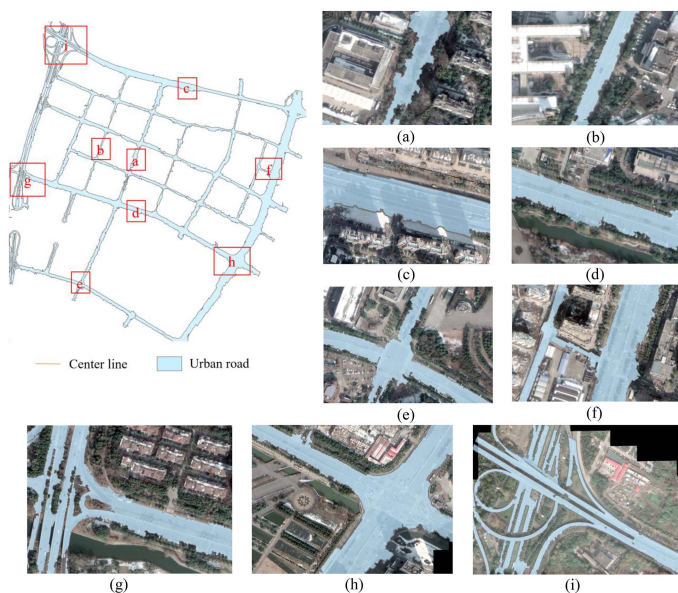 i
c
b
a
f
g
d
h
e
Center line
Urban road
(a)
(b)
(c)
(d)
(e)
(f)
(g)
(h)
(i)